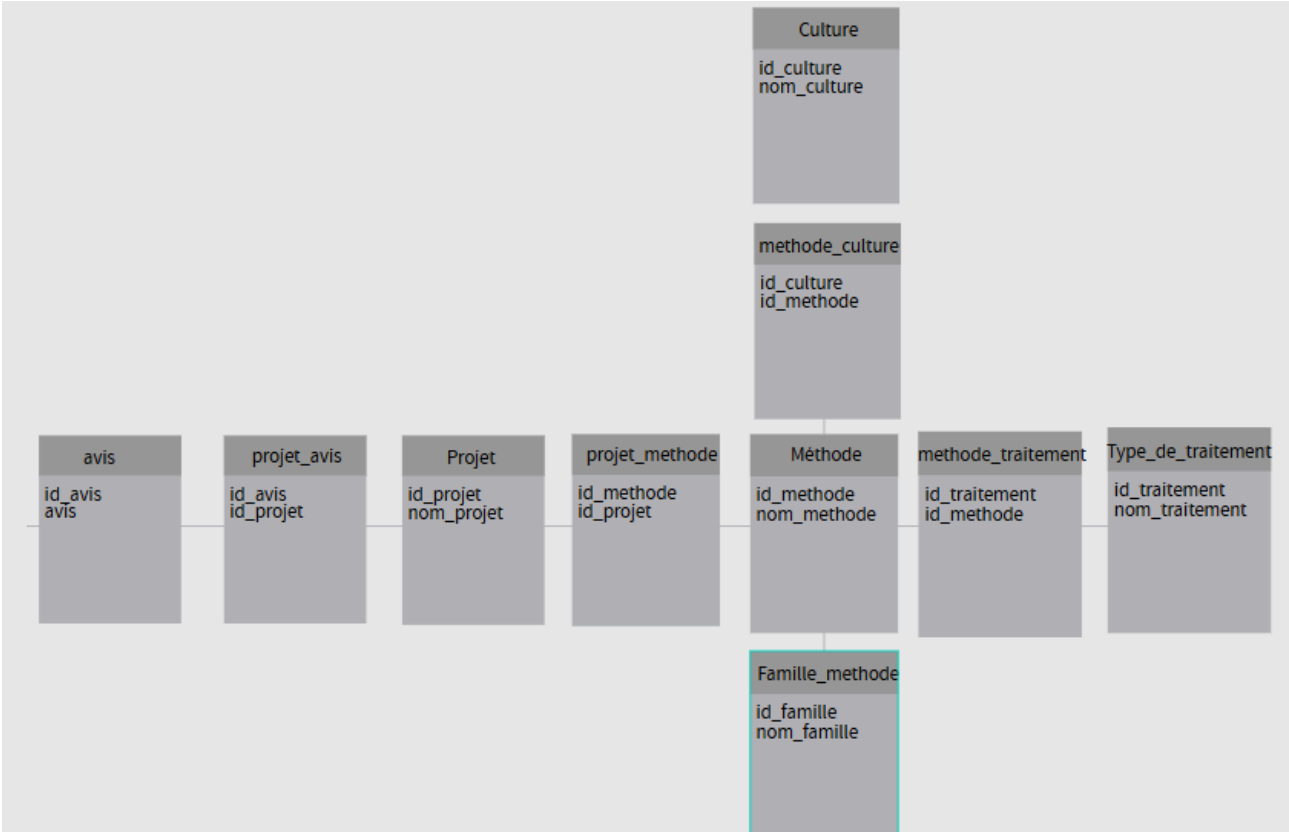 Culture
id_culture
nom_culture
methode_culture
id_culture
id_methode
avis
id_avis
avis
projet_avis
id_avis
id_projet
Projet
id_projet
nom_projet
projet_methode
id_methode
id_projet
Méthode
id_methode
nom_methode
methode_traitement
id_traitement
id_methode
Type_de_traitement
id_traitement
nom_traitement
Famille_methode
id_famille
nom_famille